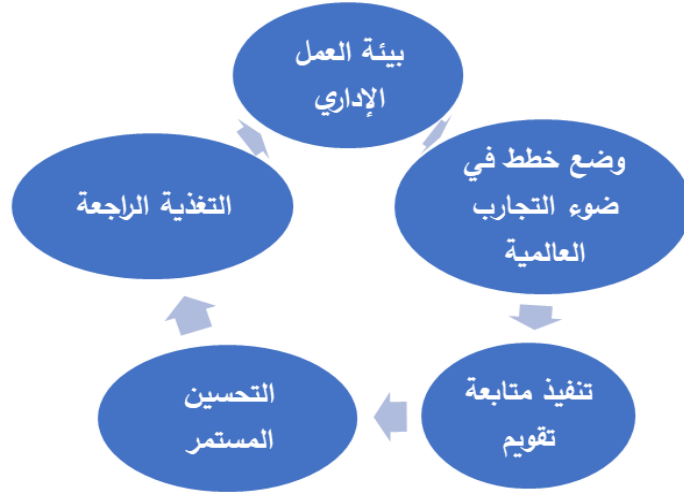 بيئة العمل
الإداري
وضع خطط في
ضوء التجارب
العالمية
تنفيذ متابعة
تقويم
التحسين
المستمر
التغذية الراجعة